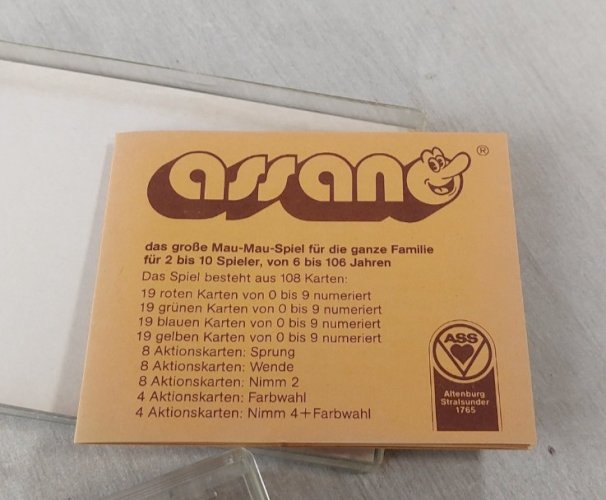 assano ®
das große Mau-Mau-Spiel für die ganze Familie
für 2 bis 10 Spieler, von 6 bis 106 Jahren
Das Spiel besteht aus 108 Karten:
19 roten Karten von 0 bis 9 numeriert
19 grünen Karten von 0 bis 9 numeriert
19 blauen Karten von 0 bis 9 numeriert
19 gelben Karten von 0 bis 9 numeriert
8 Aktionskarten: Sprung
8 Aktionskarten: Wende
8 Aktionskarten: Nimm 2
4 Aktionskarten: Farbwahl
4 Aktionskarten: Nimm 4+Farbwahl
ASS
Altenburg
Stralsunder
1765